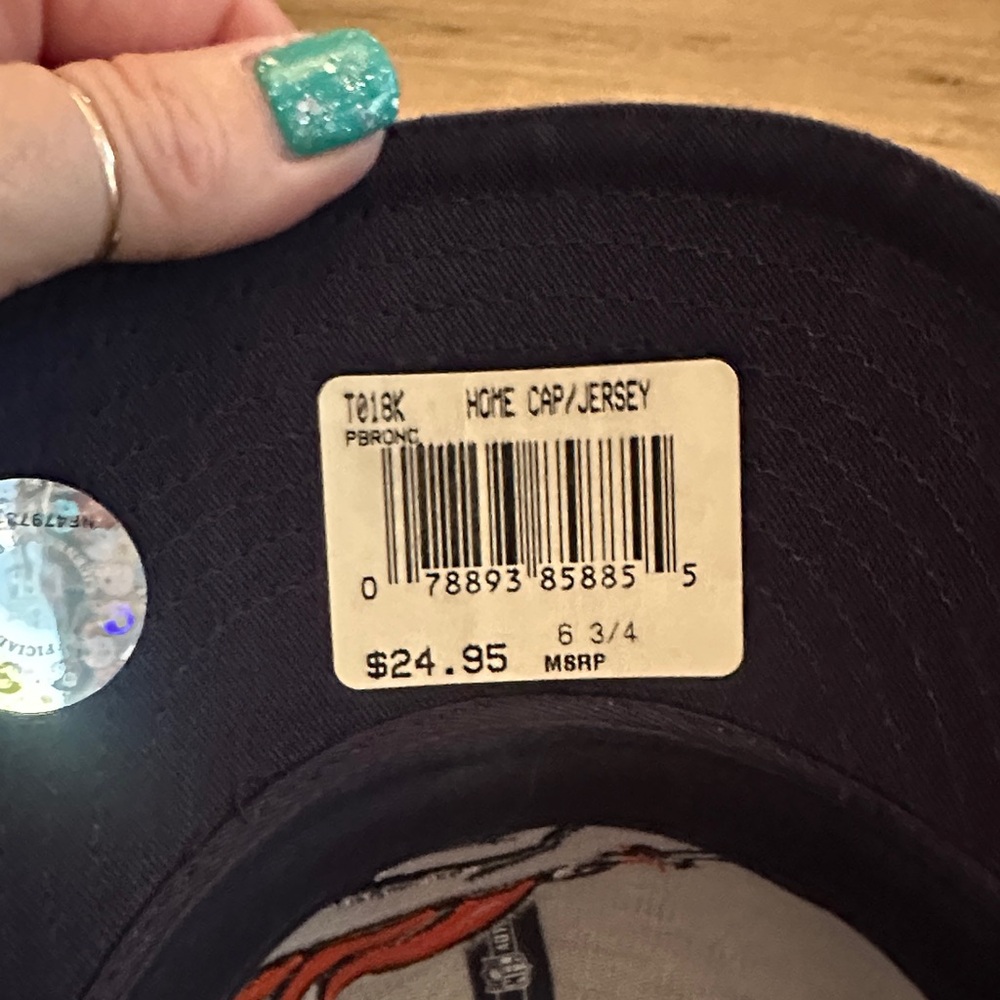 T018K HOME CAP/JERSEY
PBRONC
0 78893 85885 5
6 3/4
$24.95 MSRP